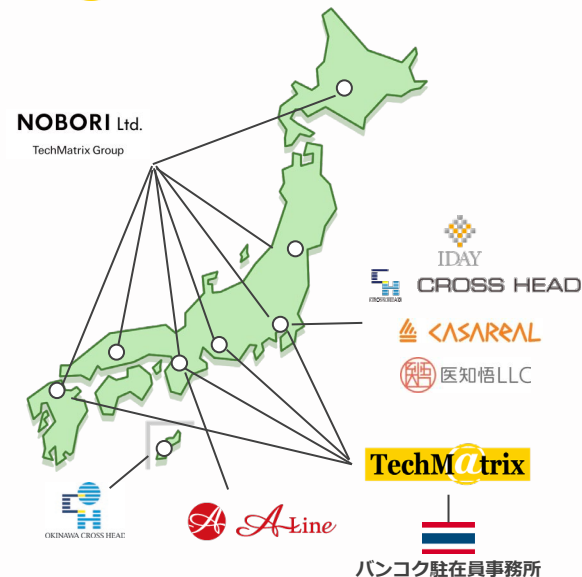 NOBORI Ltd.
TechMatrix Group
IDAY
CROSSHEAD
CROSS HEAD
CASAREAL
医知悟LLC
TechM@trix
OKINAWA CROSS HEAD
A A-Line
バンコク駐在員事務所